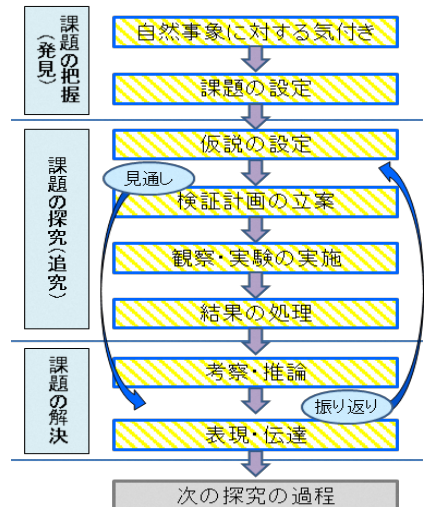 課題の把握
(発見)
自然事象に対する気付き
課題の設定
課題の探究(追究)
仮説の設定
見通し
検証計画の立案
観察・実験の実施
結果の処理
課題の解決
考察・推論
振り返り
表現・伝達
次の探究の過程